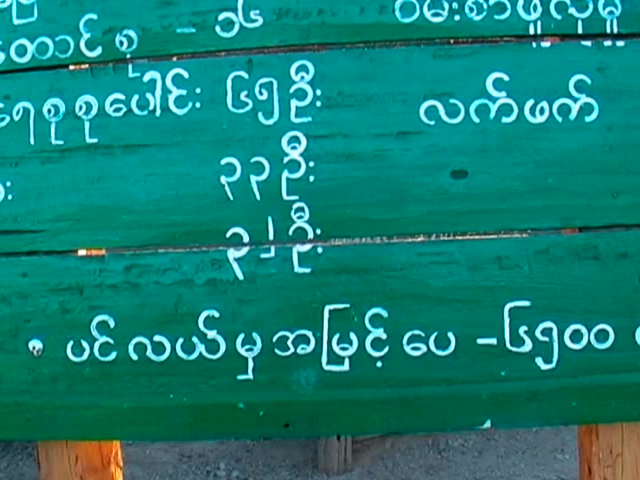 ထောင်စု - ၁၆ ဝမ်းစာဖူလုံမှု
ရေစုစုပေါင်း ၆၅ဦး လက်ဖက်
၃၃ဦး
၃၂ဦး
• ပင်လယ်မှအမြင့်ပေ - ၆၅၀၀